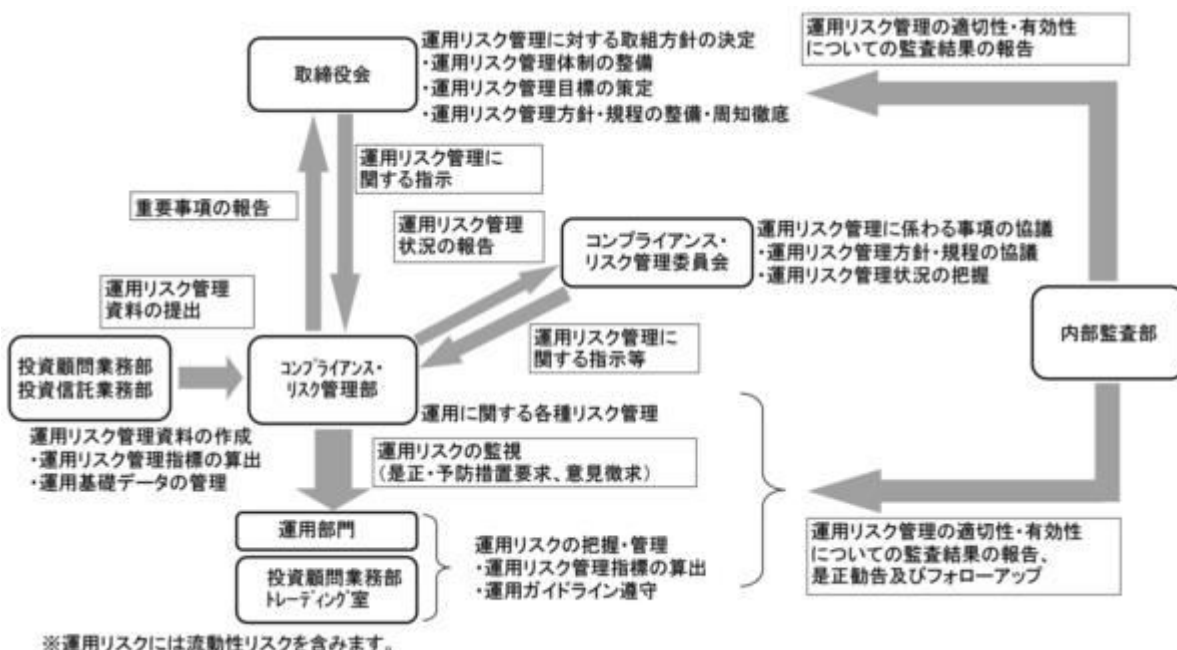 取締役会
運用リスク管理に対する取組方針の決定
・運用リスク管理体制の整備
・運用リスク管理目標の策定
・運用リスク管理方針・規程の整備・周知徹底
運用リスク管理の適切性・有効性
についての監査結果の報告
運用リスク管理に
関する指示
重要事項の報告
運用リスク管理
状況の報告
コンプライアンス・
リスク管理委員会
運用リスク管理に係わる事項の協議
・運用リスク管理方針・規程の協議
・運用リスク管理状況の把握
運用リスク管理
資料の提出
運用リスク管理に
関する指示等
内部監査部
投資顧問業務部
投資信託業務部
コンプライアンス・
リスク管理部
運用に関する各種リスク管理
運用リスク管理資料の作成
・運用リスク管理指標の算出
・運用基礎データの管理
運用リスクの監視
(是正・予防措置要求、意見徴求)
運用部門
投資顧問業務部
トレーディング室
運用リスクの把握・管理
・運用リスク管理指標の算出
・運用ガイドライン遵守
運用リスク管理の適切性・有効性
についての監査結果の報告、
是正勧告及びフォローアップ
※運用リスクには流動性リスクを含みます。